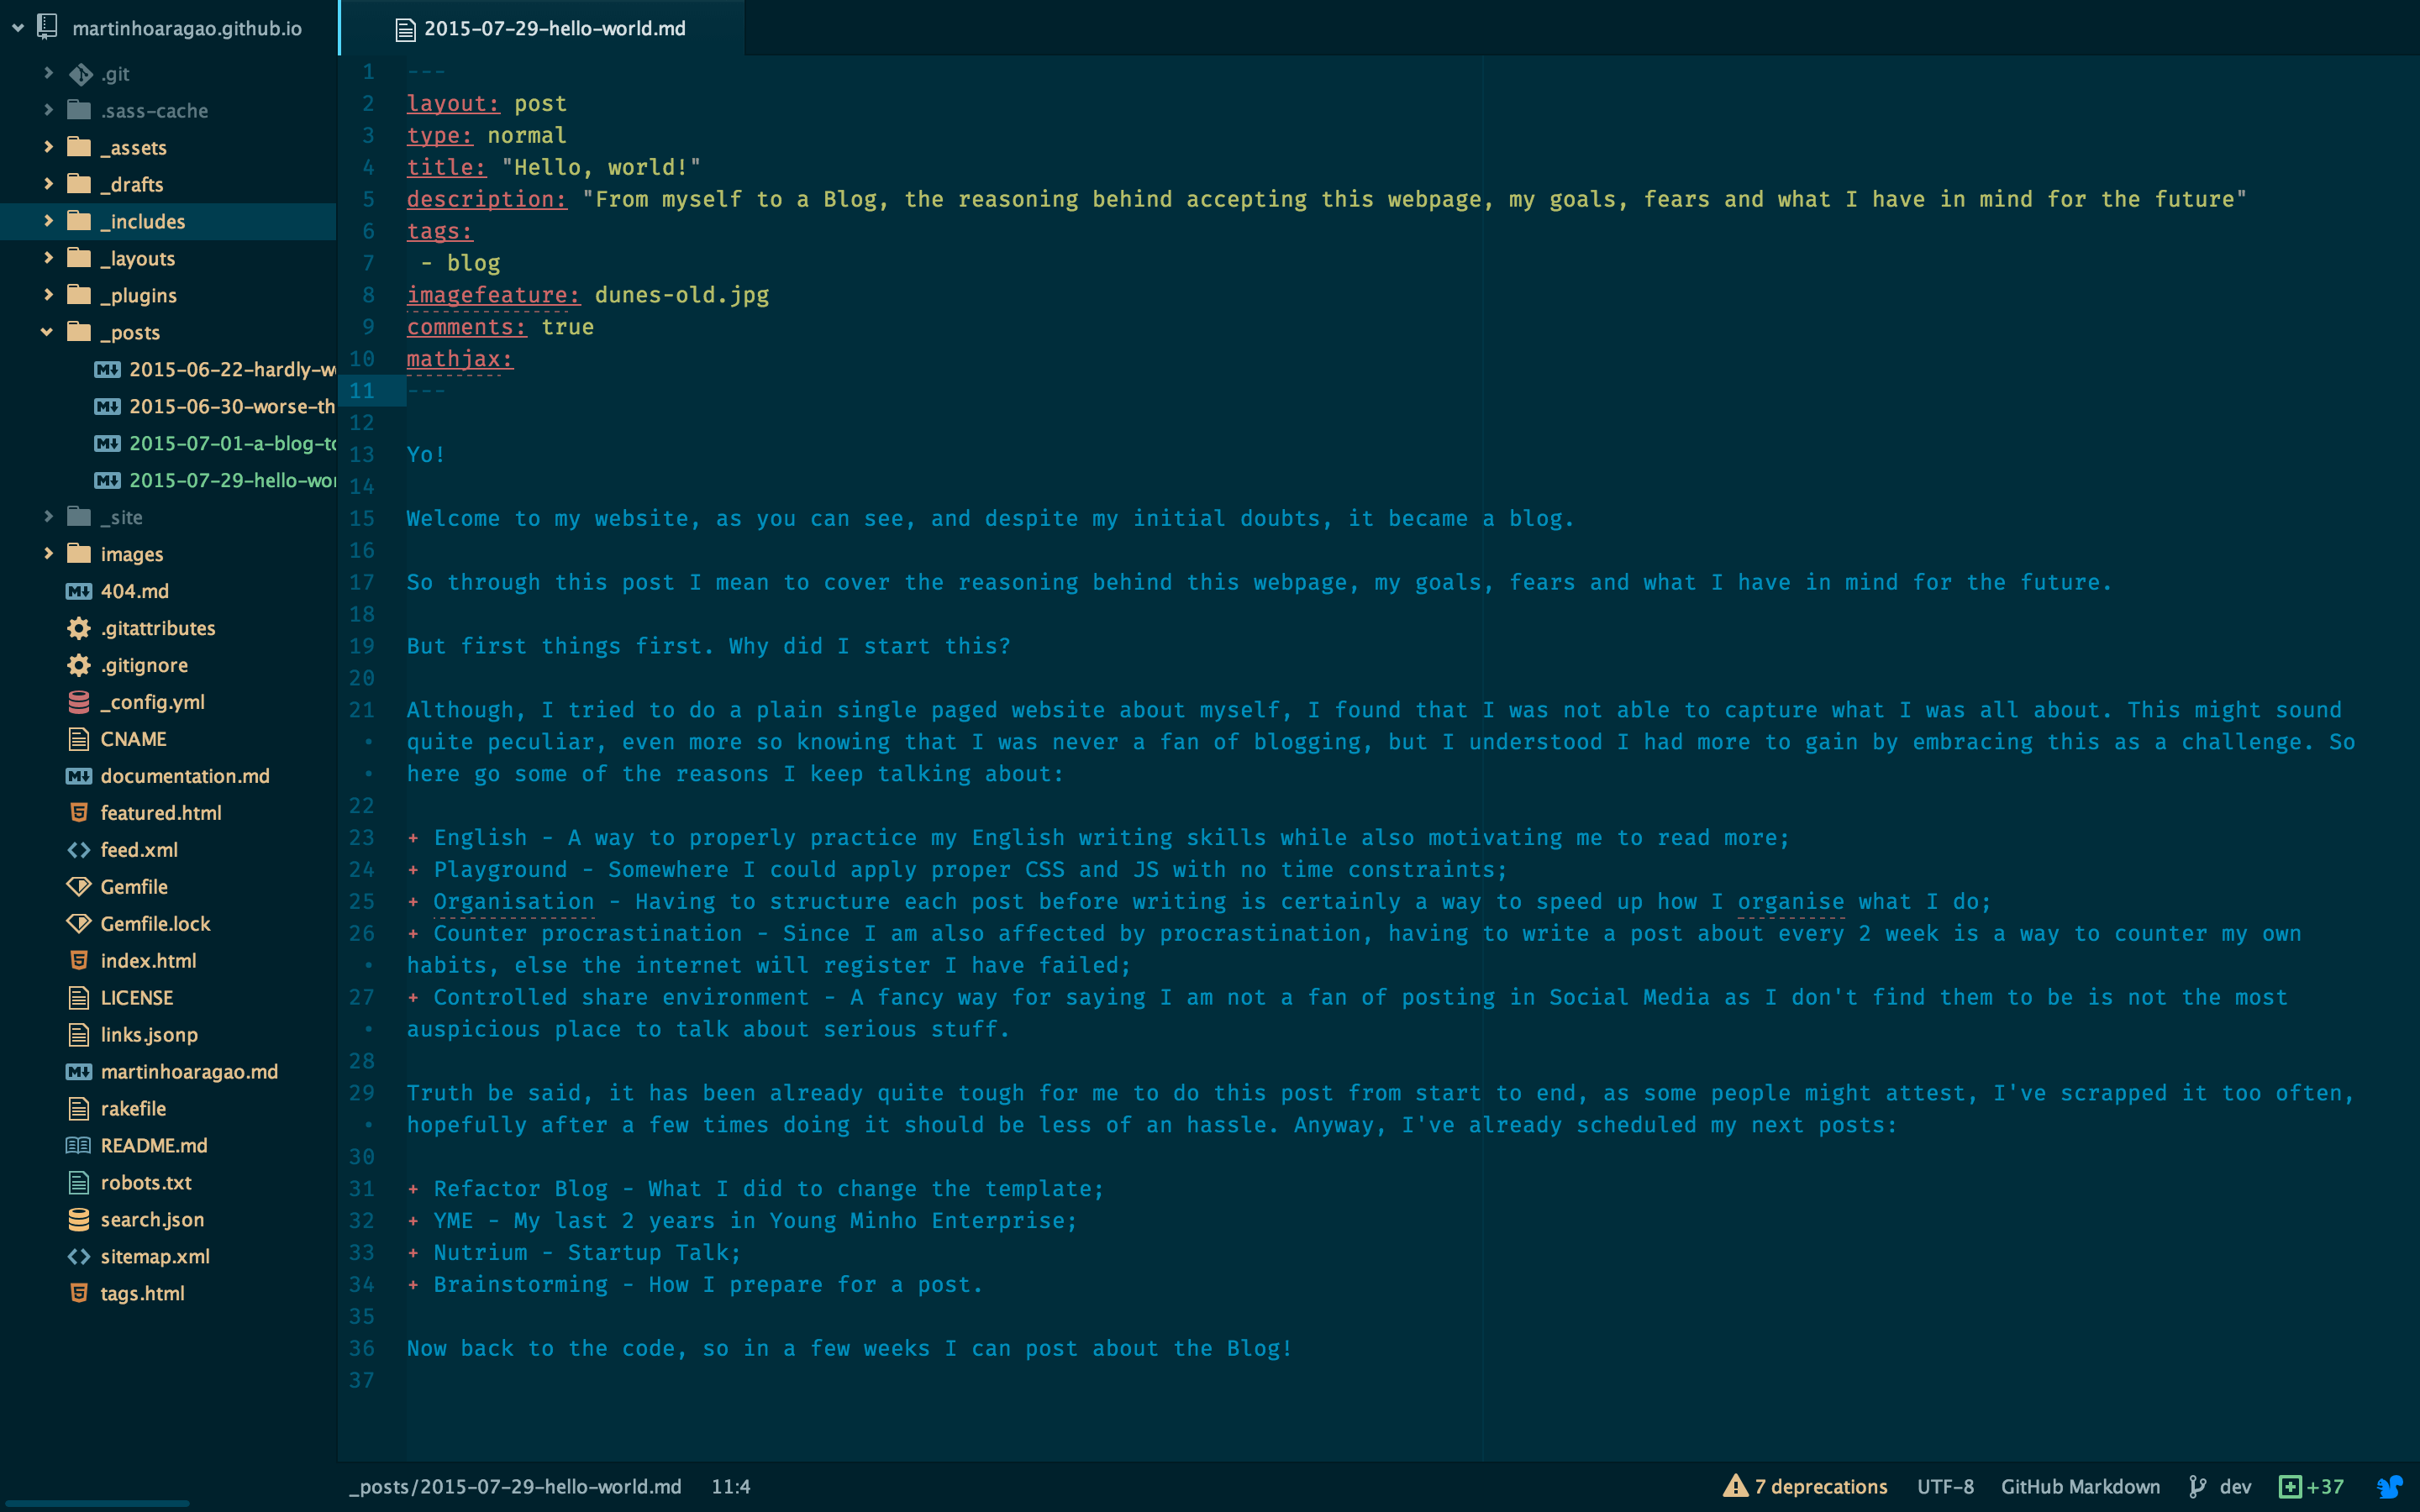 martinhoaragao.github.io
.git
.sass-cache
_assets
_drafts
_includes
_layouts
_plugins
_posts
2015-06-22-hardly-w
2015-06-30-worse-th
2015-07-01-a-blog-to
2015-07-29-hello-wor
_site
images
404.md
.gitattributes
.gitignore
_config.yml
CNAME
documentation.md
featured.html
feed.xml
Gemfile
Gemfile.lock
index.html
LICENSE
links.jsonp
martinhoaragao.md
rakefile
README.md
robots.txt
search.json
sitemap.xml
tags.html
2015-07-29-hello-world.md
1 ---
2 layout: post
3 type: normal
4 title: "Hello, world!"
5 description: "From myself to a Blog, the reasoning behind accepting this webpage, my goals, fears and what I have in mind for the future"
6 tags:
7 - blog
8 imagefeature: dunes-old.jpg
9 comments: true
10 mathjax:
11 ---
12
13 Yo!
14
15 Welcome to my website, as you can see, and despite my initial doubts, it became a blog.
16
17 So through this post I mean to cover the reasoning behind this webpage, my goals, fears and what I have in mind for the future.
18
19 But first things first. Why did I start this?
20
21 Although, I tried to do a plain single paged website about myself, I found that I was not able to capture what I was all about. This might sound
• quite peculiar, even more so knowing that I was never a fan of blogging, but I understood I had more to gain by embracing this as a challenge. So
• here go some of the reasons I keep talking about:
22
23 + English - A way to properly practice my English writing skills while also motivating me to read more;
24 + Playground - Somewhere I could apply proper CSS and JS with no time constraints;
25 + Organisation - Having to structure each post before writing is certainly a way to speed up how I organise what I do;
26 + Counter procrastination - Since I am also affected by procrastination, having to write a post about every 2 week is a way to counter my own
• habits, else the internet will register I have failed;
27 + Controlled share environment - A fancy way for saying I am not a fan of posting in Social Media as I don't find them to be is not the most
• auspicious place to talk about serious stuff.
28
29 Truth be said, it has been already quite tough for me to do this post from start to end, as some people might attest, I've scrapped it too often,
• hopefully after a few times doing it should be less of an hassle. Anyway, I've already scheduled my next posts:
30
31 + Refactor Blog - What I did to change the template;
32 + YME - My last 2 years in Young Minho Enterprise;
33 + Nutrium - Startup Talk;
34 + Brainstorming - How I prepare for a post.
35
36 Now back to the code, so in a few weeks I can post about the Blog!
37
_posts/2015-07-29-hello-world.md 11:4 7 deprecations UTF-8 GitHub Markdown dev +37